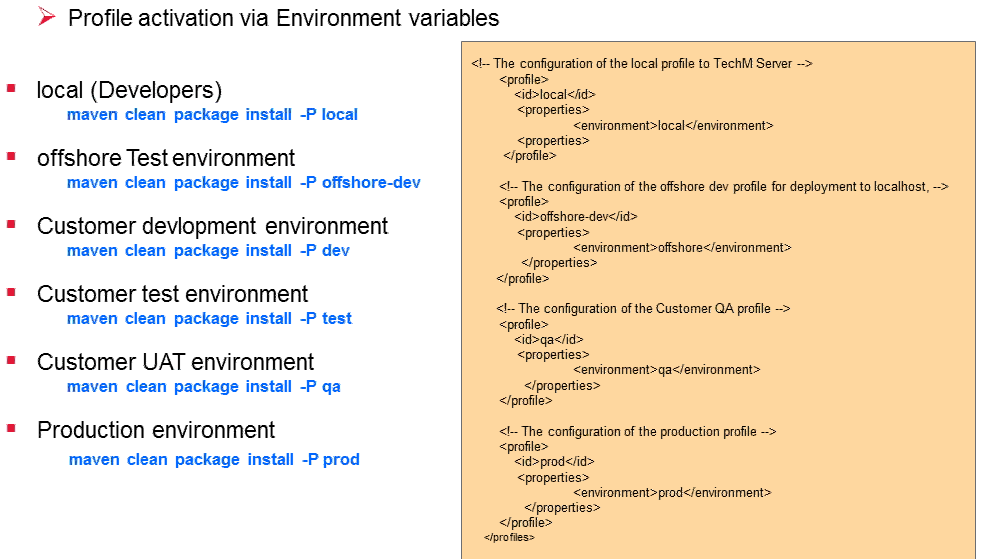 Profile activation via Environment variables
local (Developers)
maven clean package install -P local
offshore Test environment
maven clean package install -P offshore-dev
Customer devlopment environment
maven clean package install -P dev
Customer test environment
maven clean package install -P test
Customer UAT environment
maven clean package install -P qa
Production environment
maven clean package install -P prod
<!-- The configuration of the local profile to TechM Server -->
<profile>
<id>local</id>
<properties>
<environment>local</environment>
<properties>
</profile>
<!-- The configuration of the offshore dev profile for deployment to localhost, -->
<profile>
<id>offshore-dev</id>
<properties>
<environment>offshore</environment>
</properties>
</profile>
<!-- The configuration of the Customer QA profile -->
<profile>
<id>qa</id>
<properties>
<environment>qa</environment>
</properties>
</profile>
<!-- The configuration of the production profile -->
<profile>
<id>prod</id>
<properties>
<environment>prod</environment>
</properties>
</profile>
</profiles>